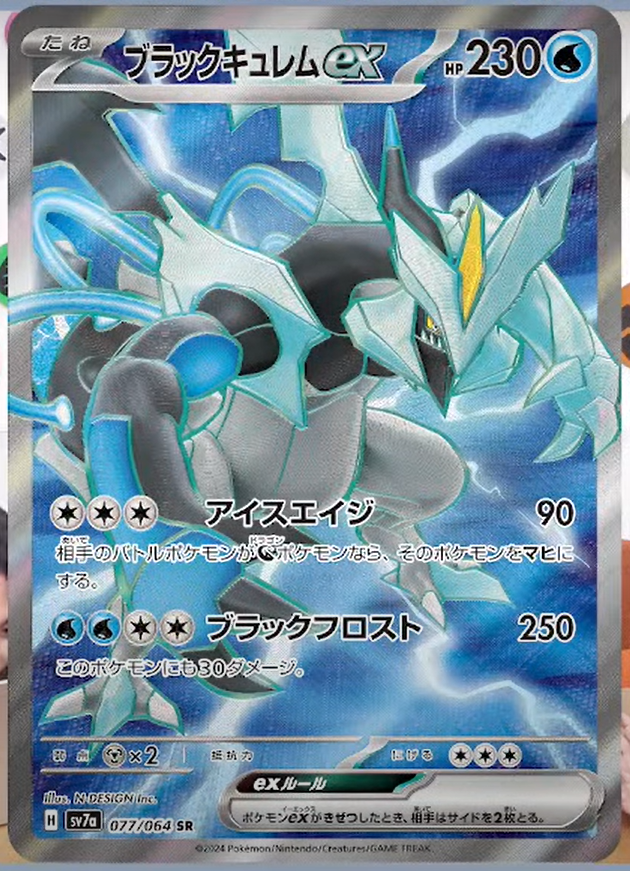 たね ブラックキュレムex HP230
アイスエイジ 90
相手のバトルポケモンがポケモンなら、そのポケモンをマヒに
する。
ブラックフロスト 250
このポケモンにも30ダメージ。
弱点 ×2 抵抗力 にげる
exルール
ポケモンexがきぜつしたとき、相手はサイドを2枚とる。
Illus. N-DESIGN Inc.
H sv7a 077/064 SR
©2024 Pokémon/Nintendo/Creatures/GAME FREAK.